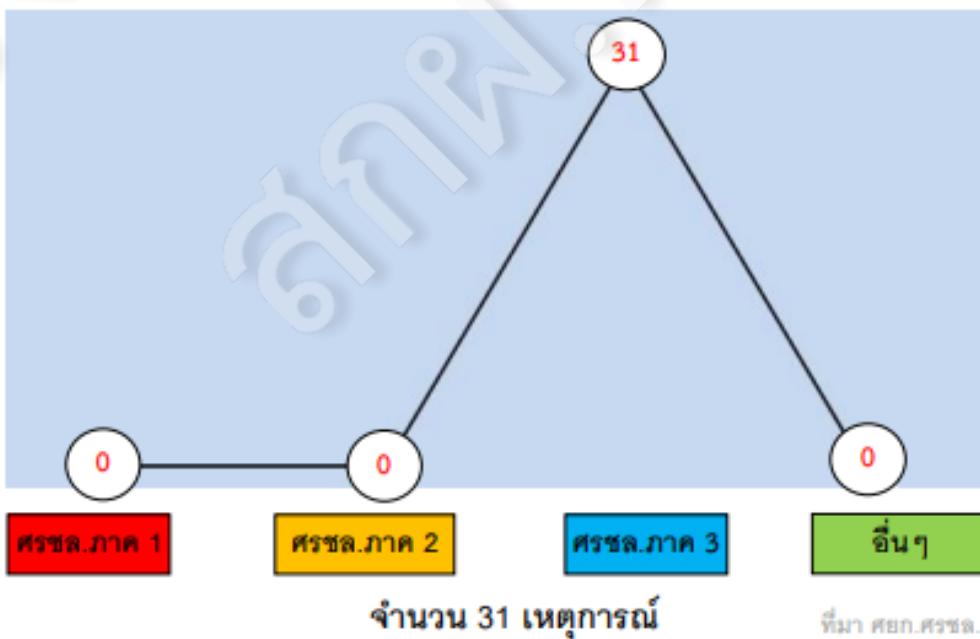 31
0
0
0
ศรชล.ภาค 1
ศรชล.ภาค 2
ศรชล.ภาค 3
อื่นๆ
จำนวน 31 เหตุการณ์
ที่มา ศยก.ศรชล.